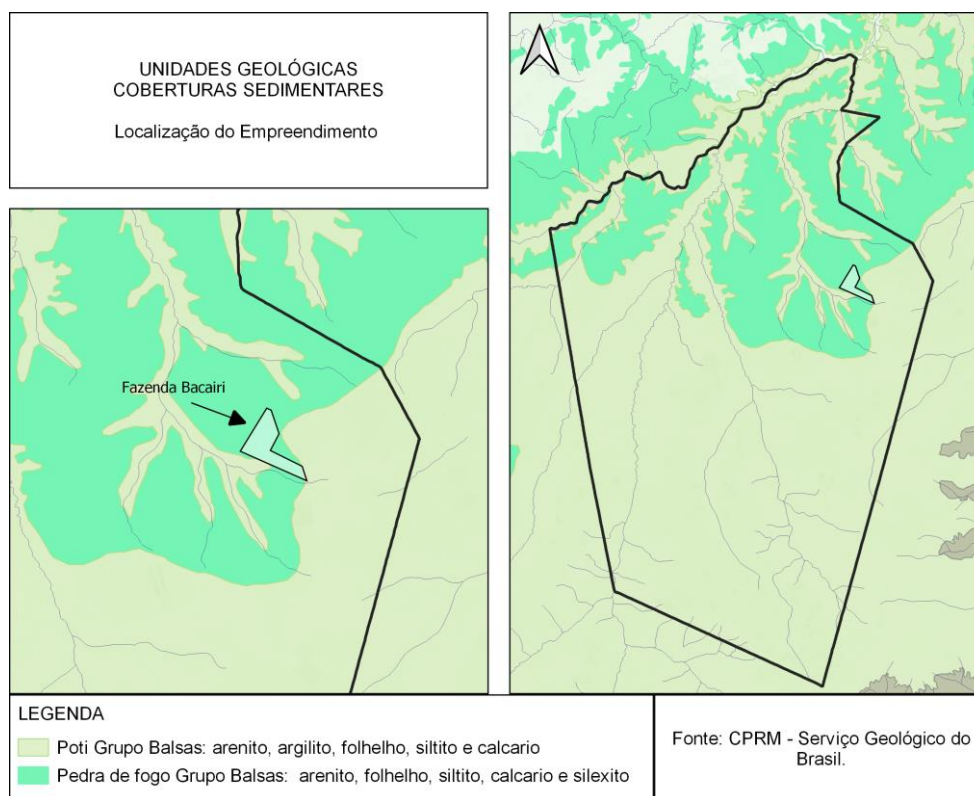 UNIDADES GEOLÓGICAS
COBERTURAS SEDIMENTARES
Localização do Empreendimento
Fazenda Bacairi
LEGENDA
Poti Grupo Balsas: arenito, argilito, folhelho, siltito e calcario
Pedra de fogo Grupo Balsas: arenito, folhelho, siltito, calcario e silexito
Fonte: CPRM - Serviço Geológico do
Brasil.